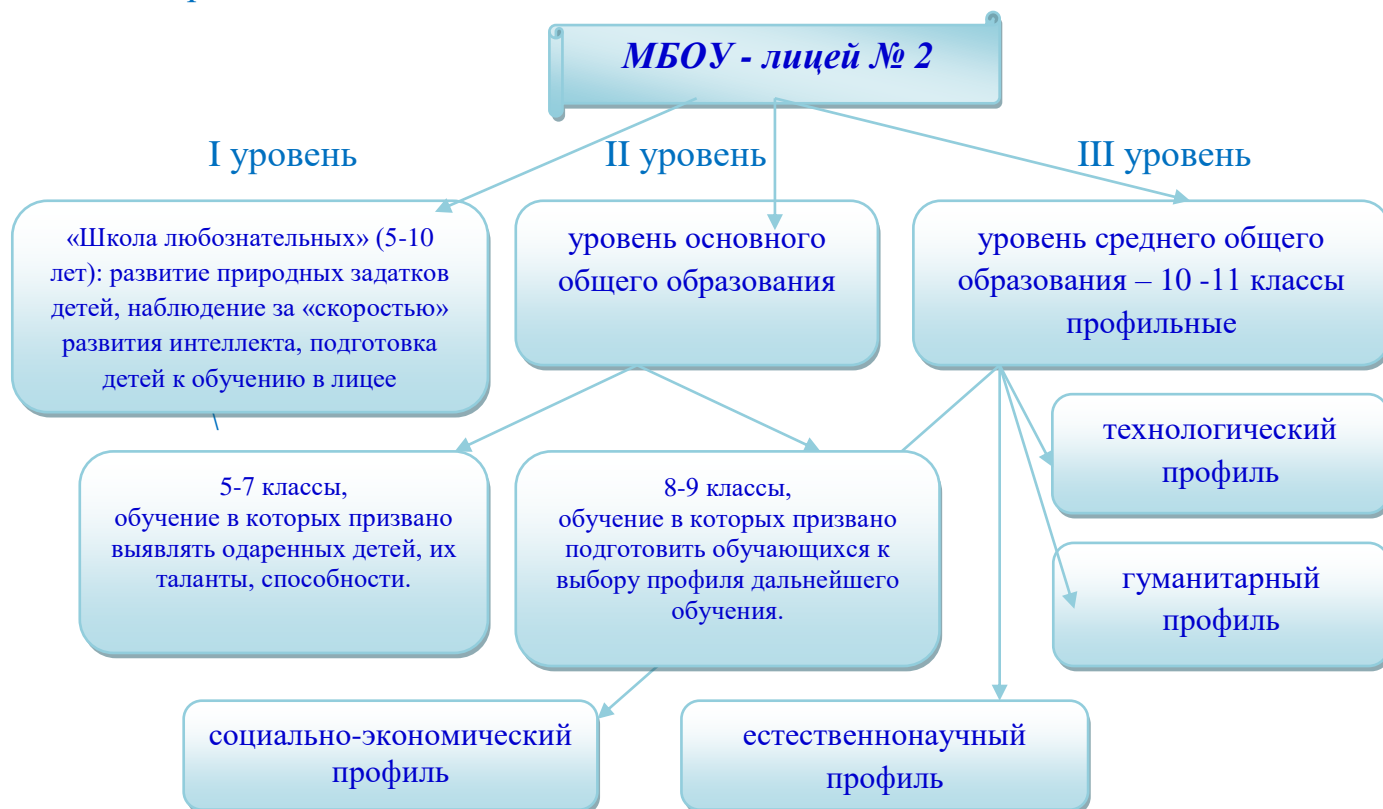 МБОУ - лицей № 2
I уровень
II уровень
III уровень
«Школа любознательных» (5-10
лет): развитие природных задатков
детей, наблюдение за «скоростью»
развития интеллекта, подготовка
детей к обучению в лицее
уровень основного
общего образования
уровень среднего общего
образования – 10 -11 классы
профильные
5-7 классы,
обучение в которых призвано
выявлять одаренных детей, их
таланты, способности.
8-9 классы,
обучение в которых призвано
подготовить обучающихся к
выбору профиля дальнейшего
обучения.
технологический
профиль
гуманитарный
профиль
социально-экономический
профиль
естественнонаучный
профиль